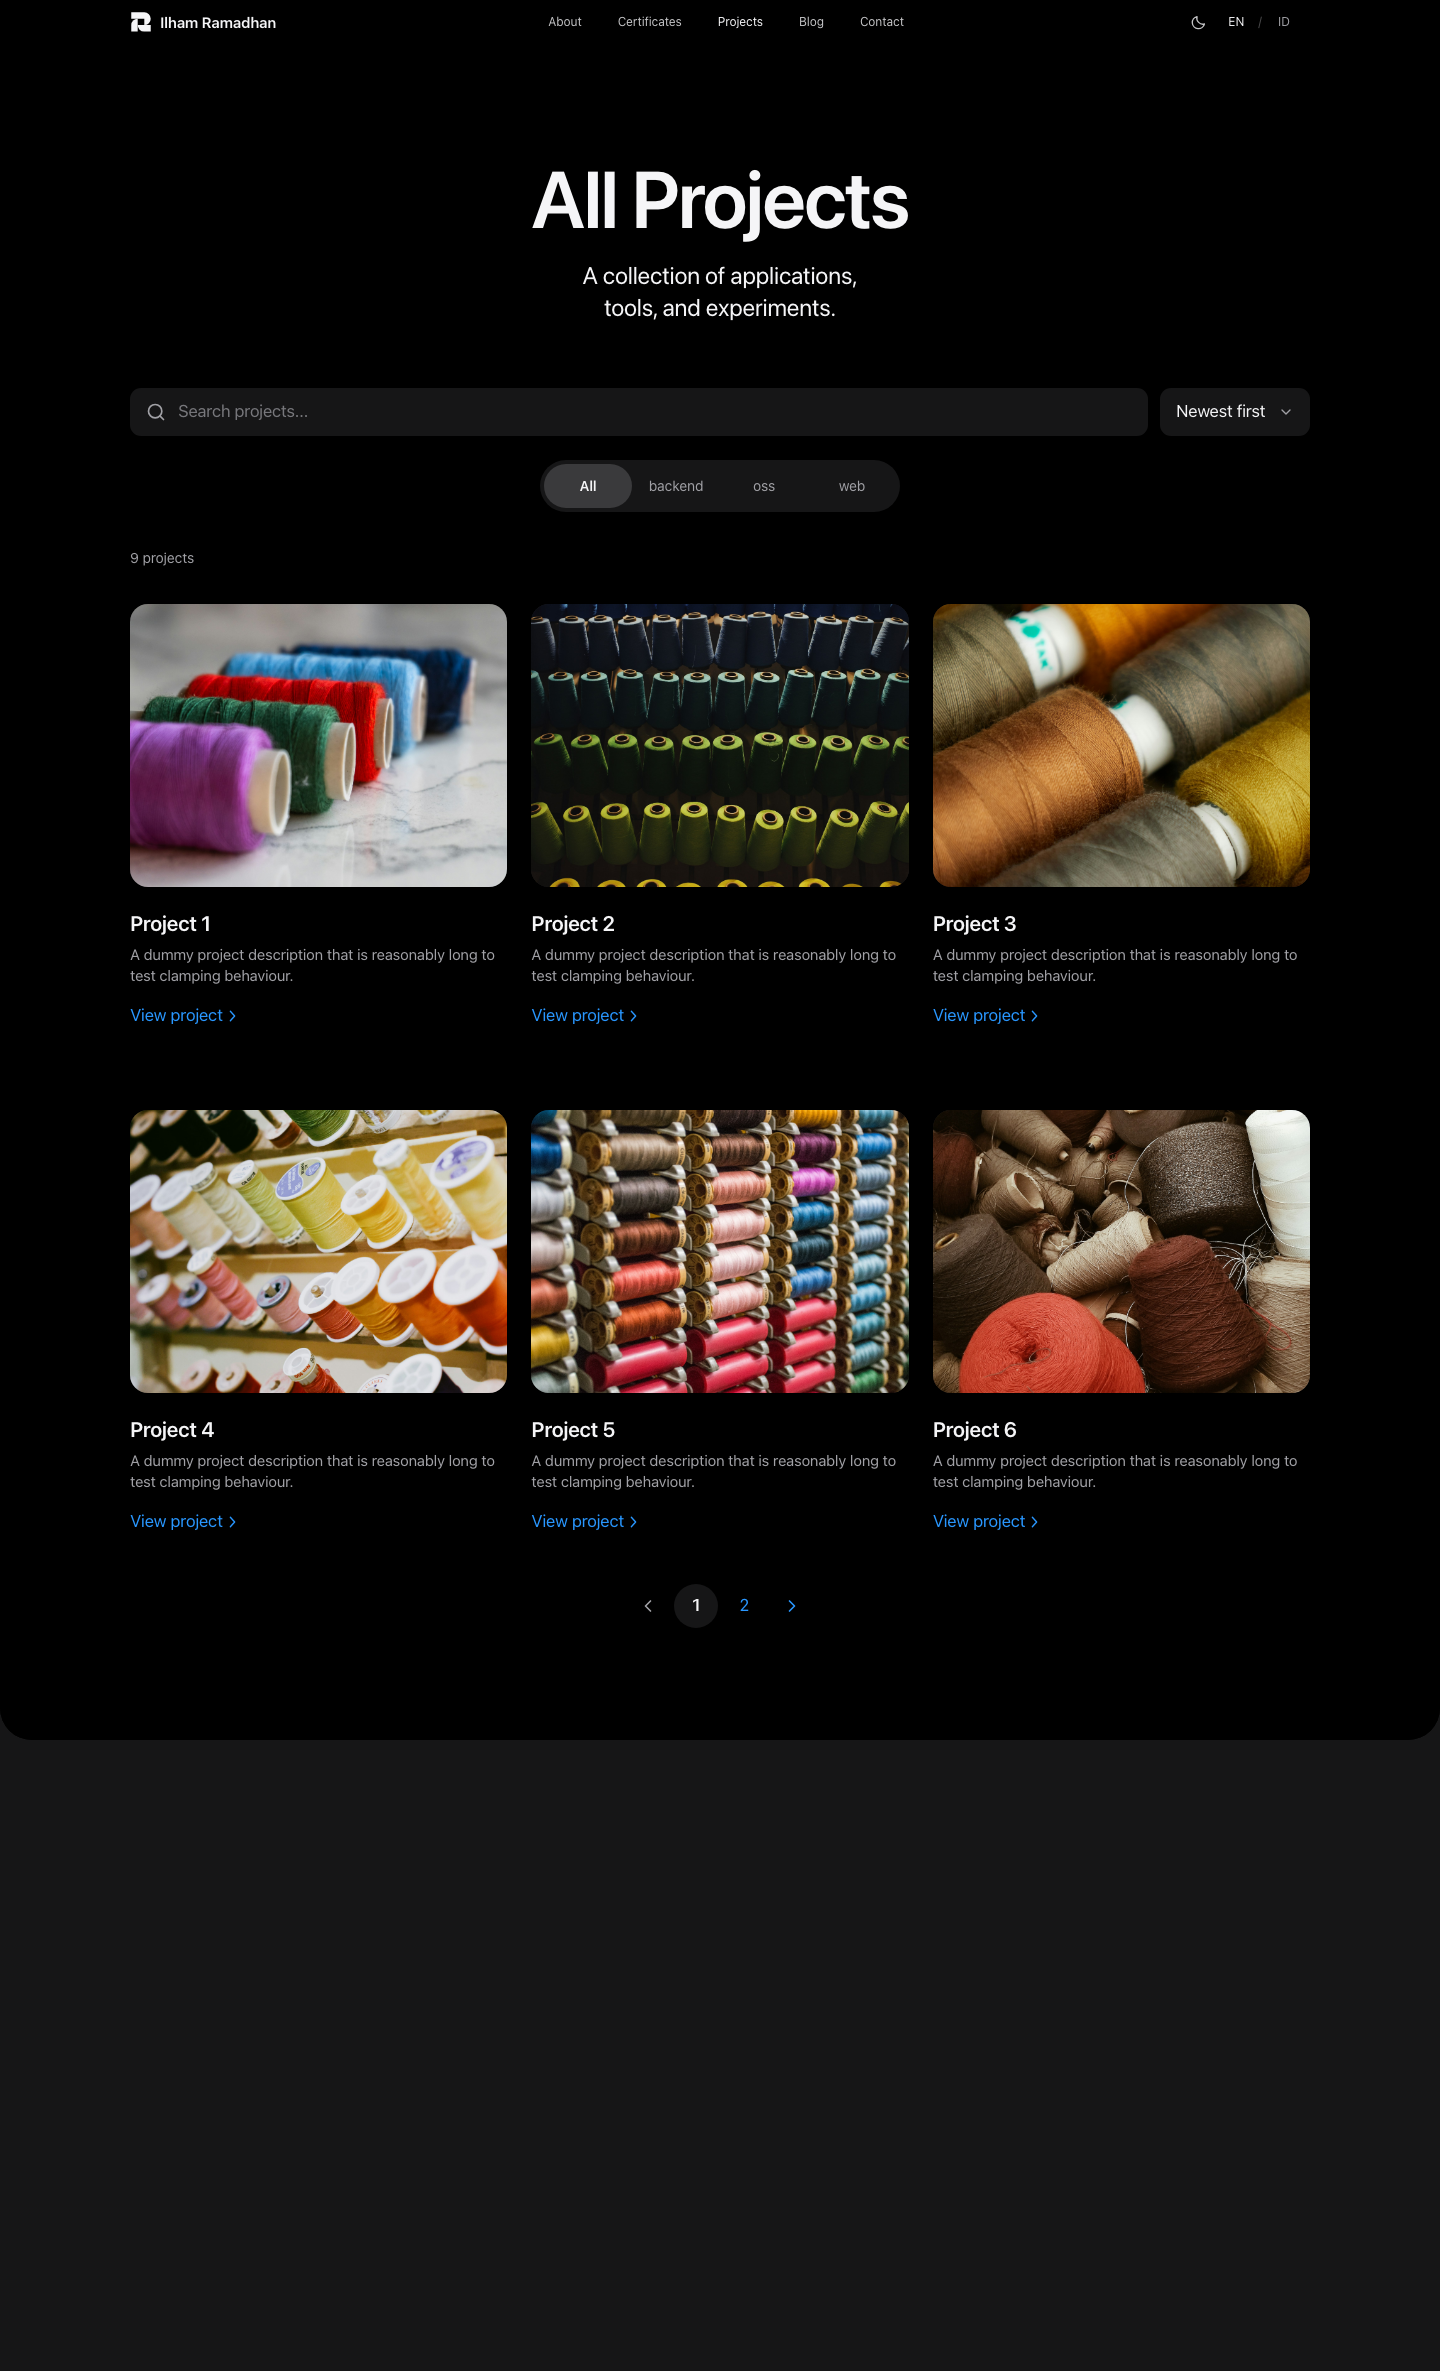 Ilham Ramadhan
About
Certificates
Projects
Blog
Contact
EN / ID
All Projects
A collection of applications,
tools, and experiments.
Search projects...
Newest first
All
backend
oss
web
9 projects
Project 1
A dummy project description that is reasonably long to
test clamping behaviour.
View project
Project 2
A dummy project description that is reasonably long to
test clamping behaviour.
View project
Project 3
A dummy project description that is reasonably long to
test clamping behaviour.
View project
Project 4
A dummy project description that is reasonably long to
test clamping behaviour.
View project
Project 5
A dummy project description that is reasonably long to
test clamping behaviour.
View project
Project 6
A dummy project description that is reasonably long to
test clamping behaviour.
View project
1
2